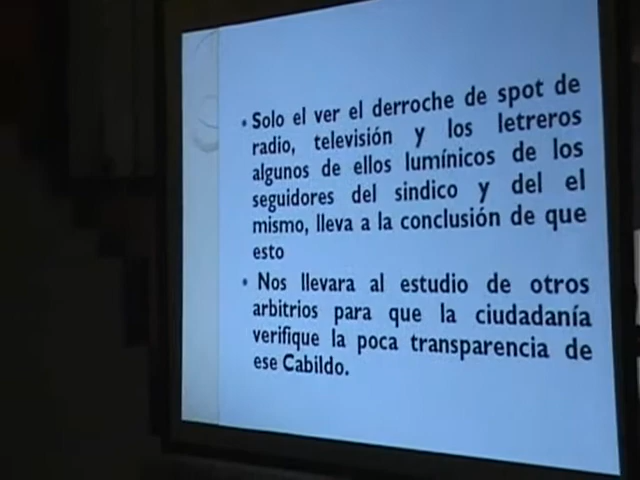 • Solo el ver el derroche de spot de
radio, televisión y los letreros
algunos de ellos lumínicos de los
seguidores del sindico y del el
mismo, lleva a la conclusión de que
esto
• Nos llevara al estudio de otros
arbitrios para que la ciudadanía
verifique la poca transparencia de
ese Cabildo.